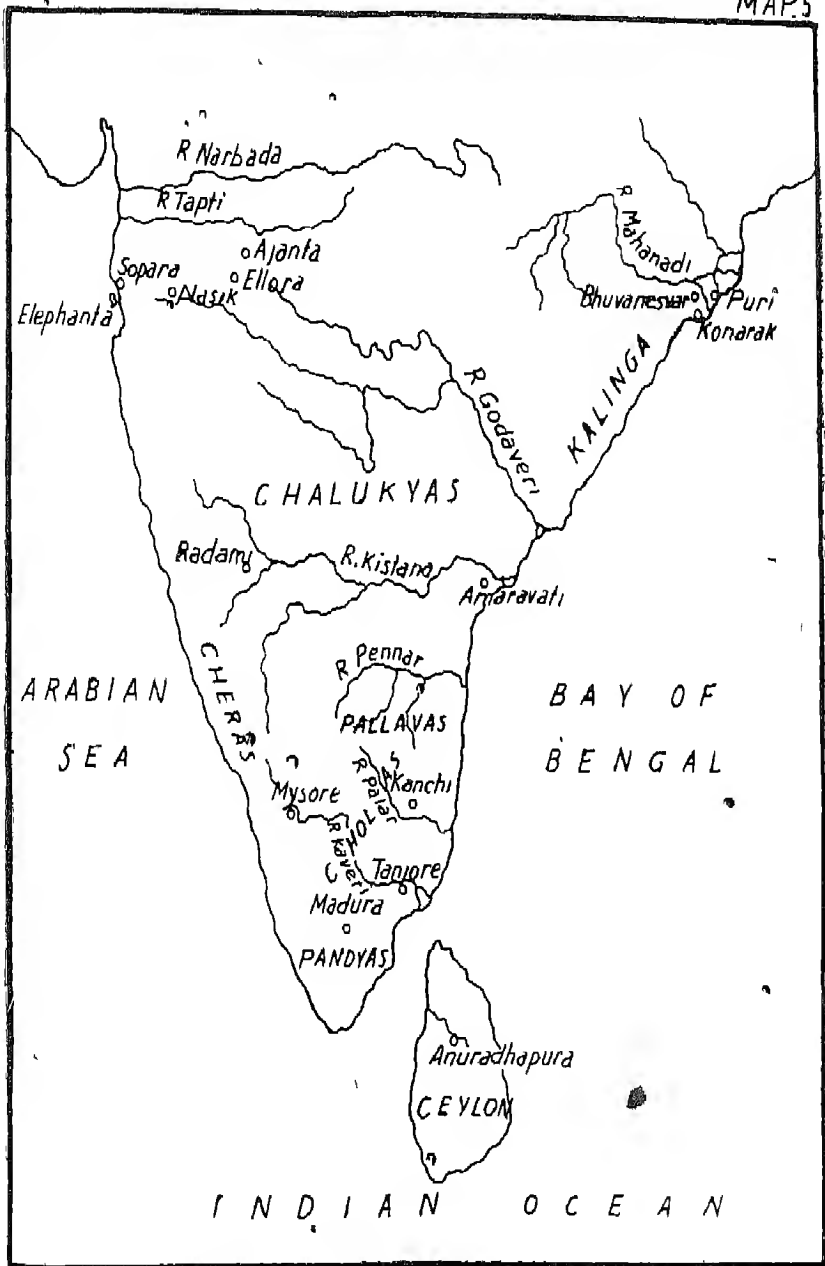 MAP.5
R Narbada
R Tapti
Ajanta
Ellora
Sopara
Nasik
Elephanta
R Mahanadi
Bhuvanesvar
Puri
Konarak
KALINGA
R Godaveri
CHALUKYAS
Badami
R. Kistana
Amaravati
CHERAS
R Pennar
PALLAVAS
ARABIAN
SEA
BAY OF
BENGAL
R Palar
Kanchi
CHOLAS
Mysore
R Kaveri
Tanjore
Madura
PANDYAS
Anuradhapura
CEYLON
INDIAN OCEAN